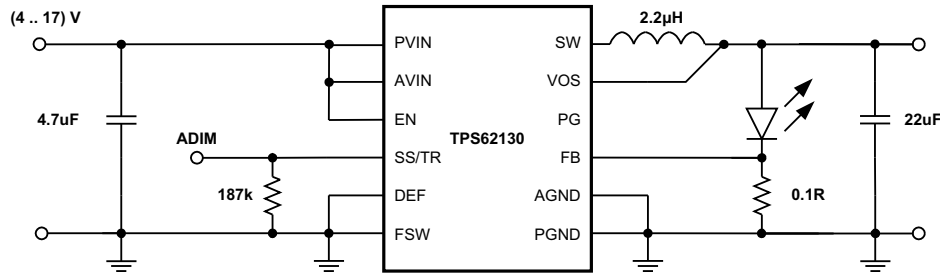 (4 .. 17) V
2.2µH
PVIN
SW
AVIN
VOS
4.7uF
EN
PG
22uF
ADIM
TPS62130
SS/TR
FB
187k
DEF
AGND
0.1R
FSW
PGND